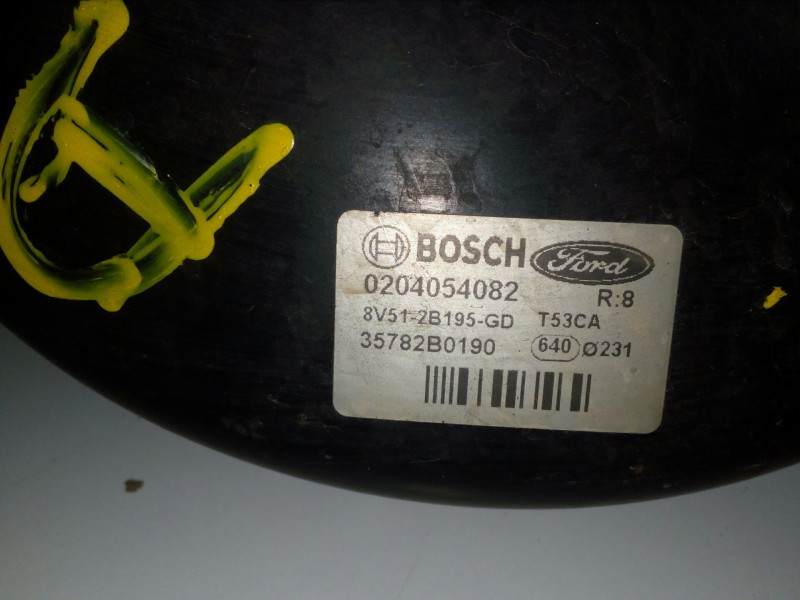 BOSCH Ford
0204054082 R:8
8V51-2B195-GD T53CA
35782B0190 640 Ø231